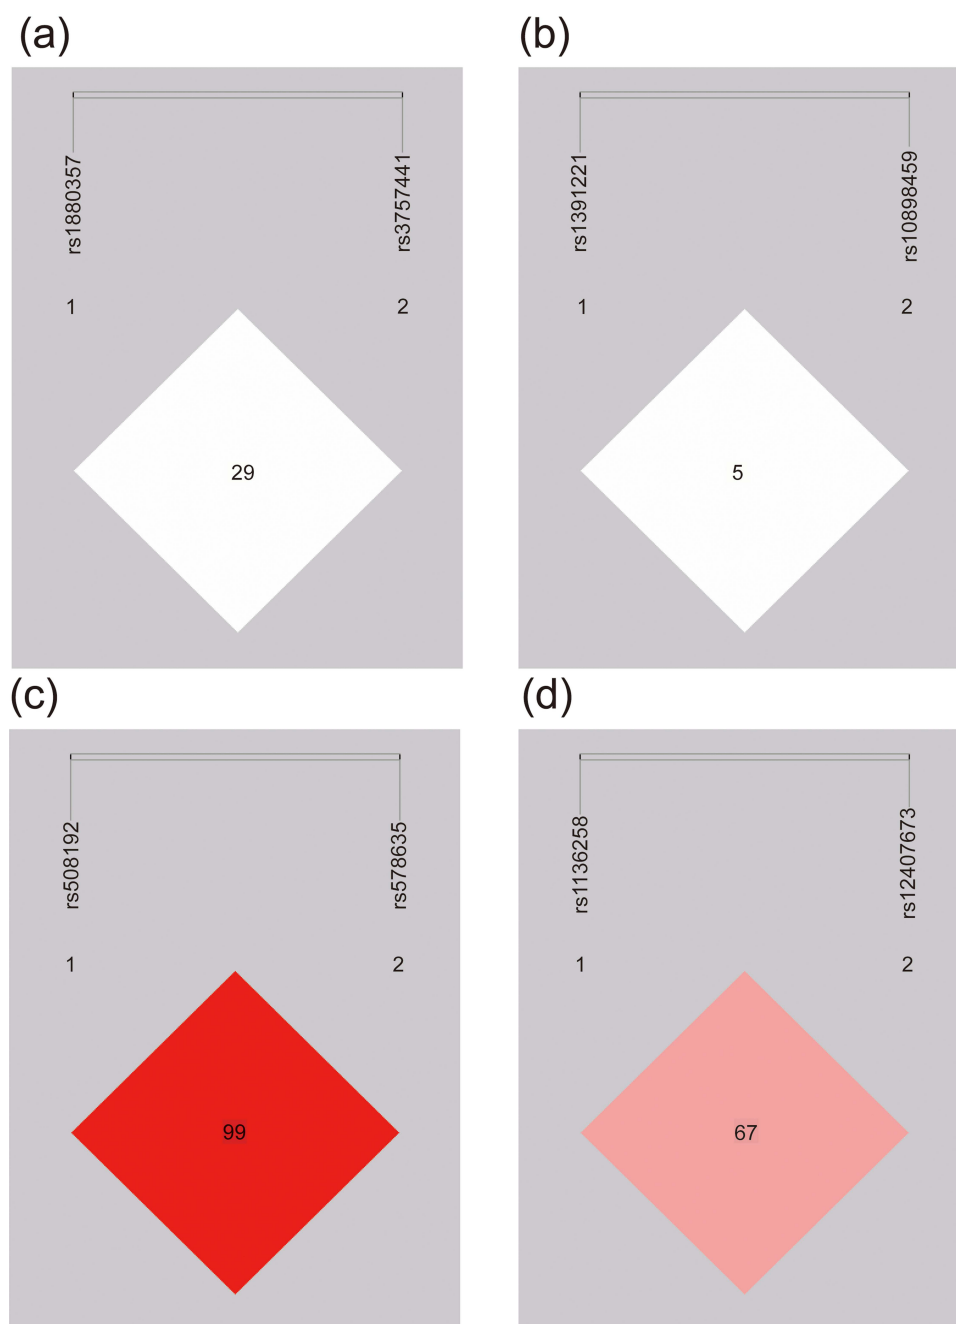 (a)
rs1880357
rs3757441
1
2
29
(b)
rs1391221
rs10898459
1
2
5
(c)
rs508192
rs578635
1
2
99
(d)
rs1136258
rs12407673
1
2
67